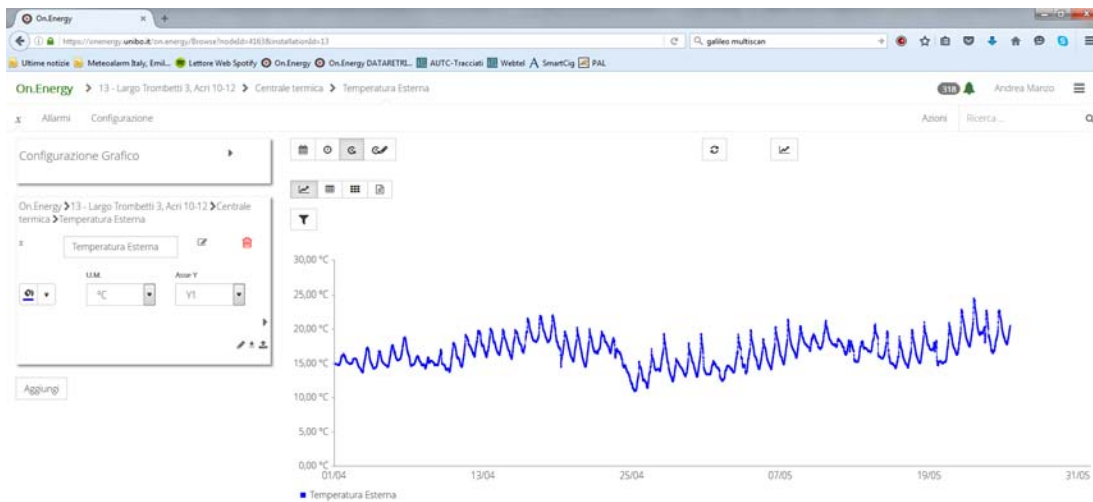 On.Energy
https://onenergy.unibo.it/on.energy/Browse?nodeId=4163&installationId=13
galileo multiscan
Ultime notizie
Meteoalarm Italy, Emil...
Lettore Web Spotify
On.Energy
On.Energy DATARETRI...
AUTC-Tracciati
Webtel
SmartCig
PAL
On.Energy > 13 - Largo Trombetti 3, Acri 10-12 > Centrale termica > Temperatura Esterna
318
Andrea Manzo
x Allarmi Configurazione
Azioni
Ricerca ...
Configurazione Grafico
On.Energy >13 - Largo Trombetti 3, Acri 10-12 >Centrale
termica >Temperatura Esterna
x Temperatura Esterna
U.M.
Asse Y
°C
Y1
Aggiungi
30,00 °C
25,00 °C
20,00 °C
15,00 °C
10,00 °C
5,00 °C
0,00 °C
01/04 13/04 25/04 07/05 19/05 31/05
Temperatura Esterna